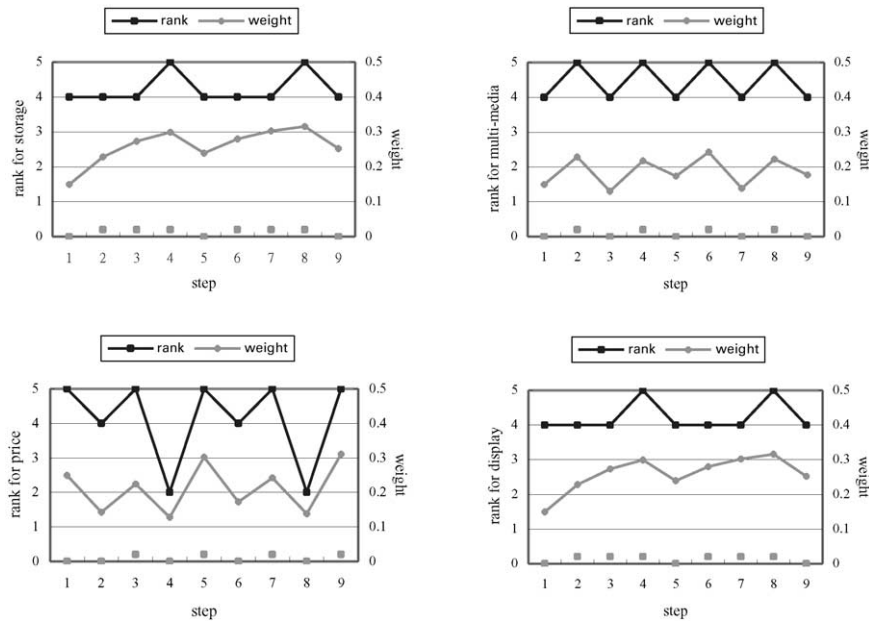 rank weight
5 0.5
4 0.4
3 0.3
2 0.2
1 0.1
0 0
1 2 3 4 5 6 7 8 9
step
rank for storage
weight
rank weight
5 0.5
4 0.4
3 0.3
2 0.2
1 0.1
0 0
1 2 3 4 5 6 7 8 9
step
rank for multi-media
weight
rank weight
5 0.5
4 0.4
3 0.3
2 0.2
1 0.1
0 0
1 2 3 4 5 6 7 8 9
step
rank for price
weight
rank weight
5 0.5
4 0.4
3 0.3
2 0.2
1 0.1
0 0
1 2 3 4 5 6 7 8 9
step
rank for display
weight